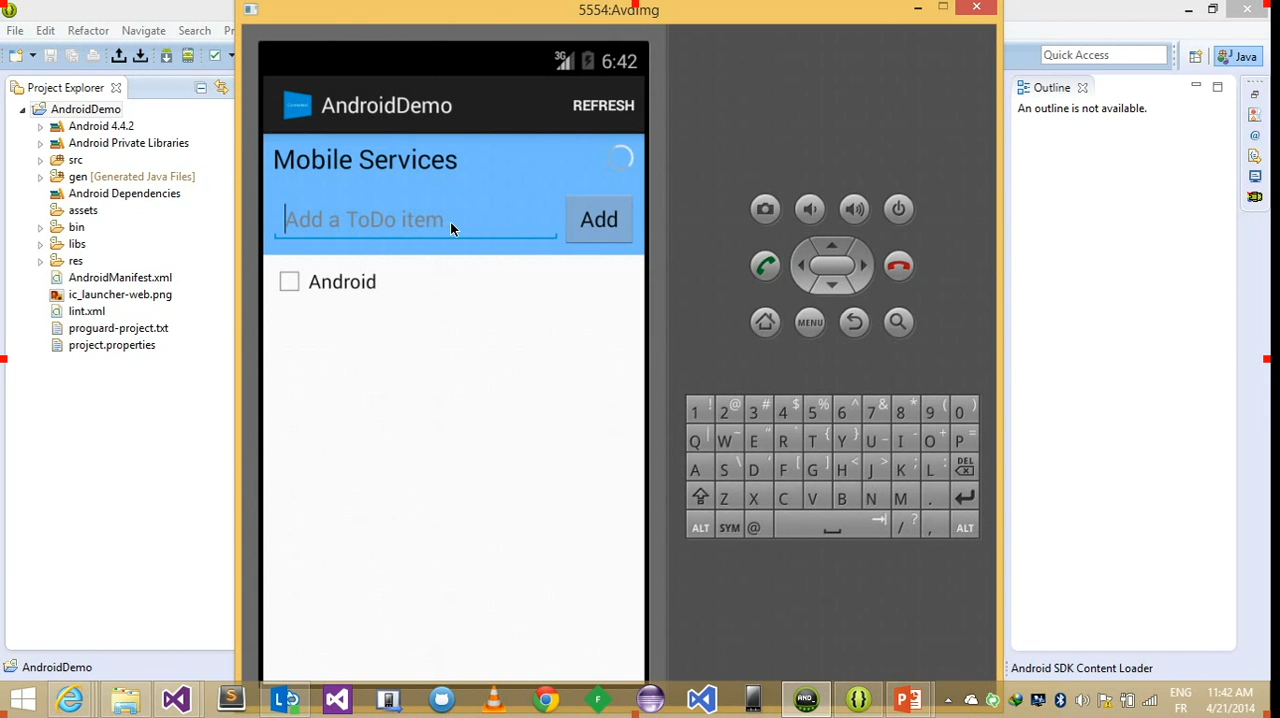 5554:AvdImg
File Edit Refactor Navigate Search Pr
Quick Access
Java
Project Explorer
AndroidDemo
Android 4.4.2
Android Private Libraries
src
gen [Generated Java Files]
Android Dependencies
assets
bin
libs
res
AndroidManifest.xml
ic_launcher-web.png
lint.xml
proguard-project.txt
project.properties
3G 6:42
AndroidDemo REFRESH
Mobile Services
Add a ToDo item Add
Android
MENU
1 ! 2 @ 3 # 4 $ 5 % 6 ^ 7 & 8 * 9 ( 0 )
Q | W ~ E " R ` T { Y } U _ I - O + P =
A S \ D ' F [ G ] H < J > K ; L : DEL
Z X C V B N M .
ALT SYM @ / ? , ALT
Outline
An outline is not available.
AndroidDemo
Android SDK Content Loader
ENG 11:42 AM
FR 4/21/2014